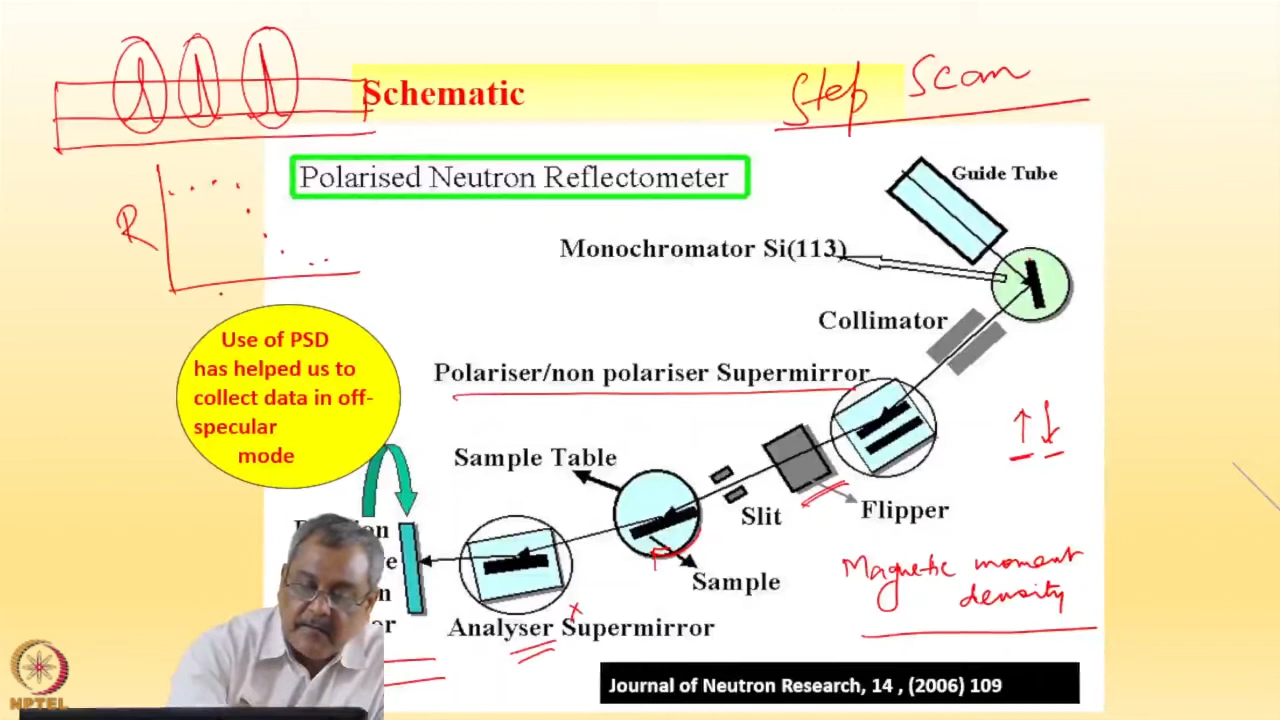 Step Scan
Schematic
Polarised Neutron Reflectometer
Guide Tube
R
Monochromator Si(113)
Collimator
Use of PSD
has helped us to
collect data in off-
specular
mode
Polariser/non polariser Supermirror
Sample Table
Slit
Flipper
Sample
Magnetic moment
density
Analyser Supermirror
Journal of Neutron Research, 14 , (2006) 109
NPTEL